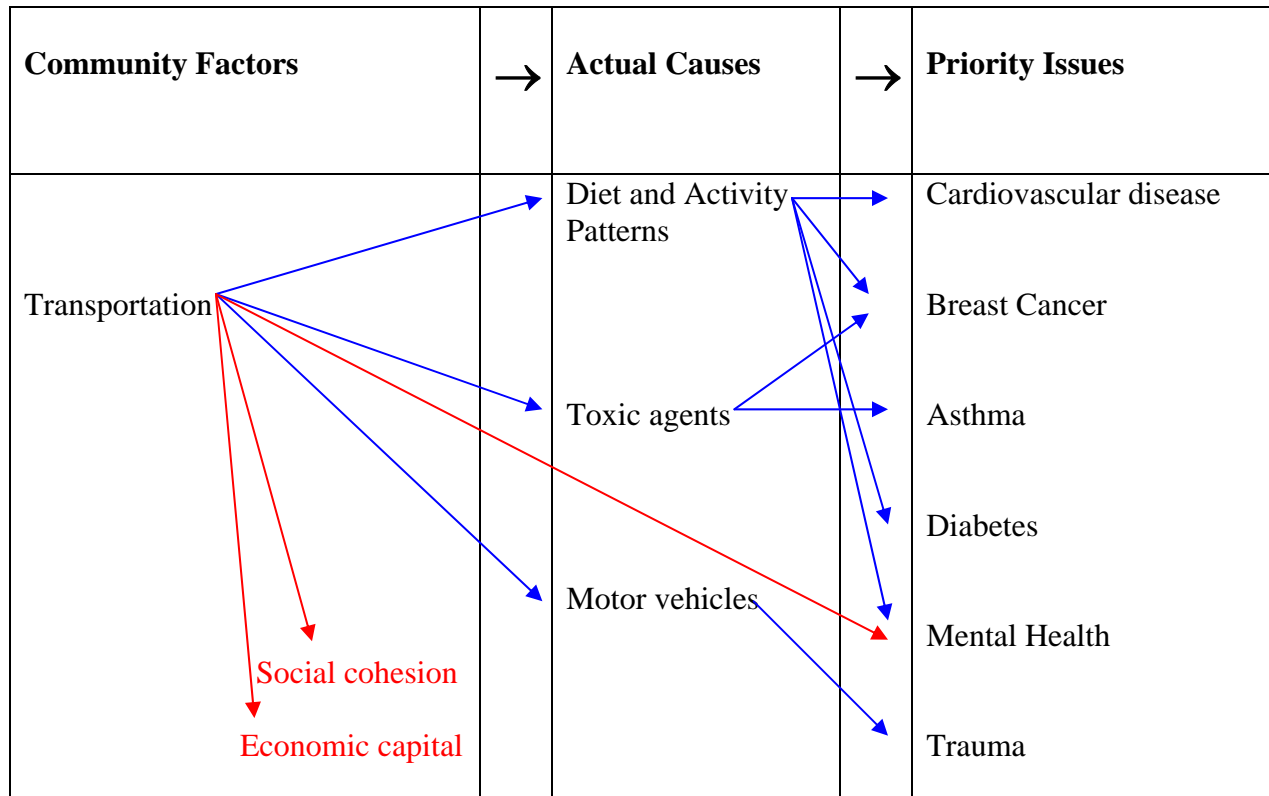 Community Factors → Actual Causes → Priority Issues
Diet and Activity
Patterns
Cardiovascular disease
Transportation
Breast Cancer
Toxic agents
Asthma
Diabetes
Motor vehicles
Mental Health
Social cohesion
Economic capital
Trauma